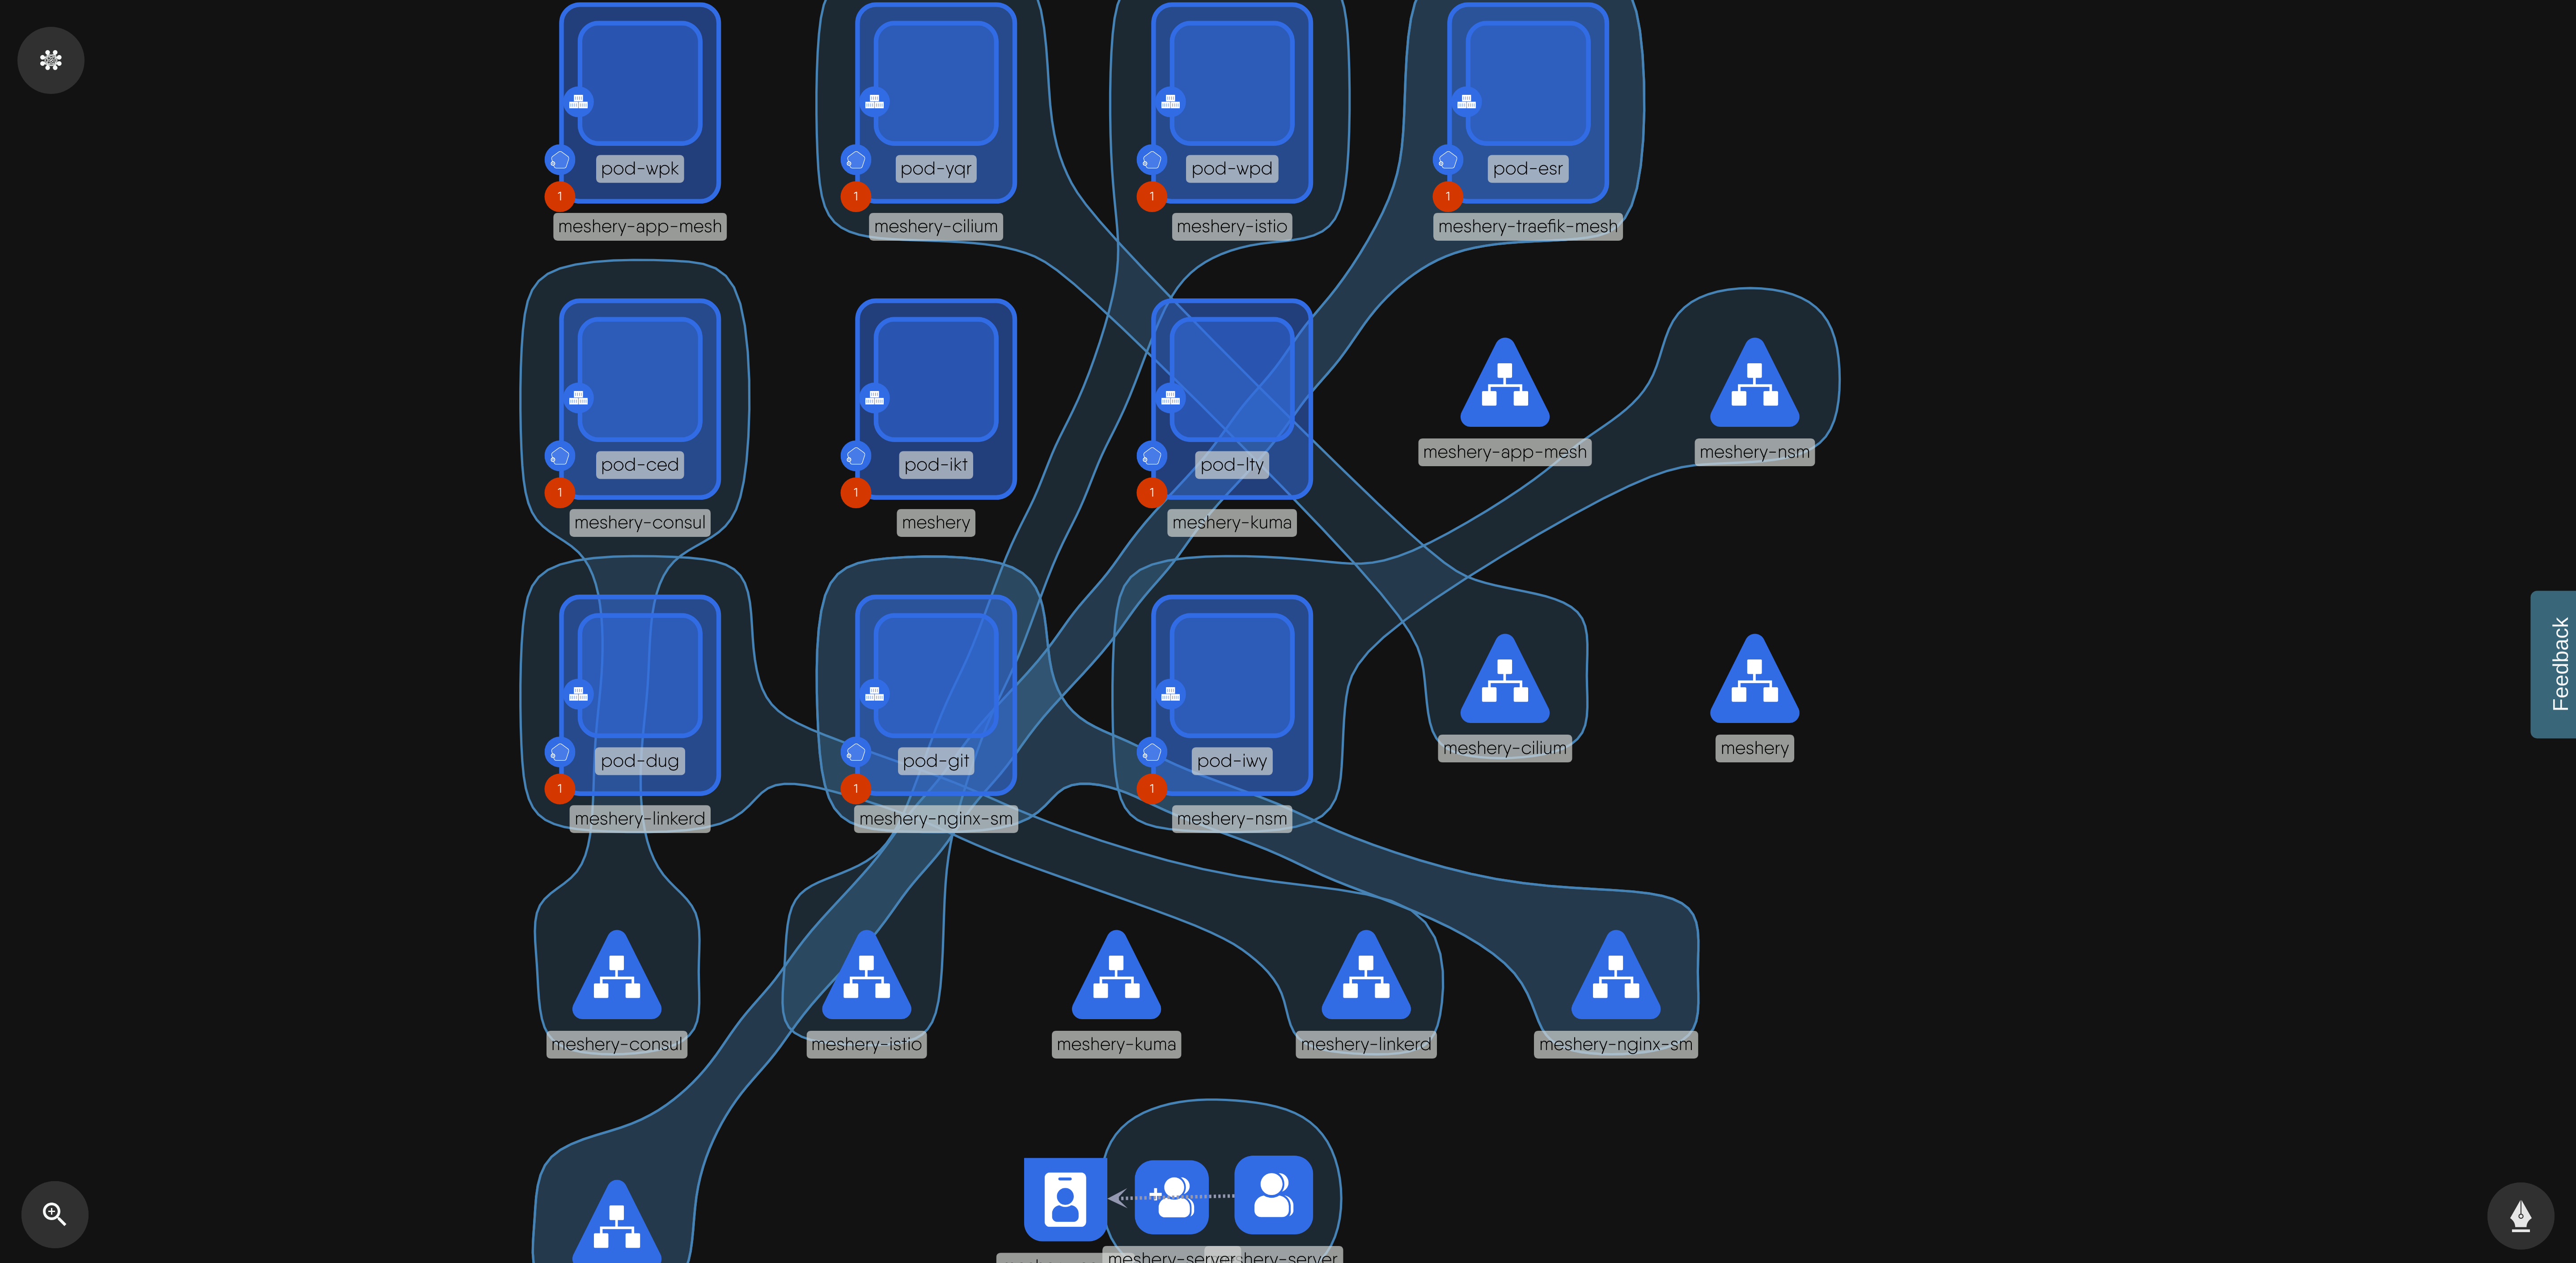 pod-wpk
pod-yqr
pod-wpd
pod-esr
1
1
1
1
meshery-app-mesh
meshery-cilium
meshery-istio
meshery-traefik-mesh
pod-ced
pod-ikt
pod-lty
meshery-app-mesh
meshery-nsm
1
1
1
meshery-consul
meshery
meshery-kuma
Feedback
pod-dug
pod-git
pod-iwy
meshery-cilium
meshery
1
1
1
meshery-linkerd
meshery-nginx-sm
meshery-nsm
meshery-consul
meshery-istio
meshery-kuma
meshery-linkerd
meshery-nginx-sm
meshery-server
hery-server